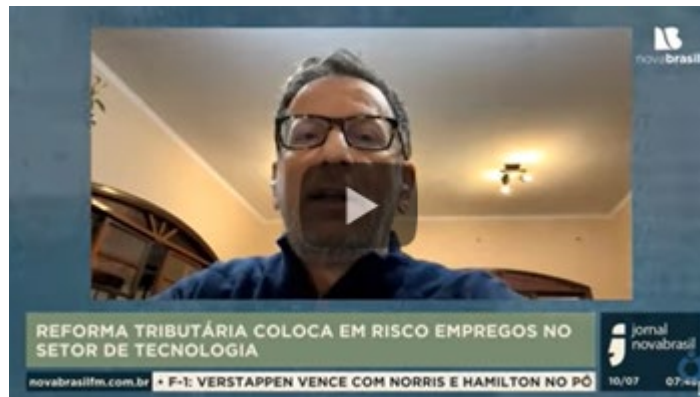 novabrasil
REFORMA TRIBUTÁRIA COLOCA EM RISCO EMPREGOS NO
SETOR DE TECNOLOGIA
jornal
novabrasil
novabrasilfm.com.br
• F-1: VERSTAPPEN VENCE COM NORRIS E HAMILTON NO PÓ
10/07